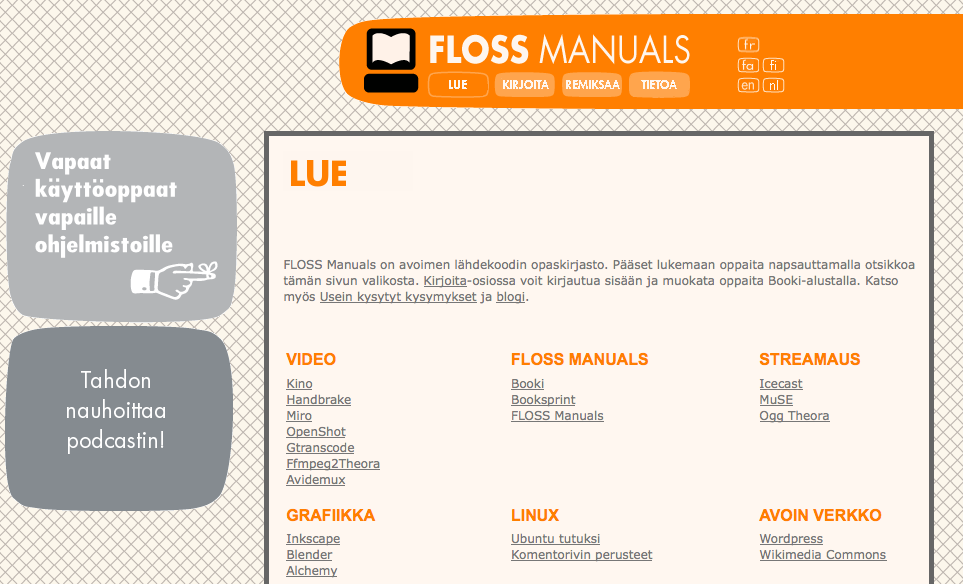 FLOSS MANUALS
LUE KIRJOITA REMIKSAA TIETOA
fr
fa fi
en nl
Vapaat
käyttöoppaat
vapaille
ohjelmistoille
Tahdon
nauhoittaa
podcastin!
LUE
FLOSS Manuals on avoimen lähdekoodin opaskirjasto. Pääset lukemaan oppaita napsauttamalla otsikkoa
tämän sivun valikosta. Kirjoita-osiossa voit kirjautua sisään ja muokata oppaita Booki-alustalla. Katso
myös Usein kysytyt kysymykset ja blogi.
VIDEO
Kino
Handbrake
Miro
OpenShot
Gtranscode
Ffmpeg2Theora
Avidemux
FLOSS MANUALS
Booki
Booksprint
FLOSS Manuals
STREAMAUS
Icecast
MuSE
Ogg Theora
GRAFIIKKA
Inkscape
Blender
Alchemy
LINUX
Ubuntu tutuksi
Komentorivin perusteet
AVOIN VERKKO
Wordpress
Wikimedia Commons